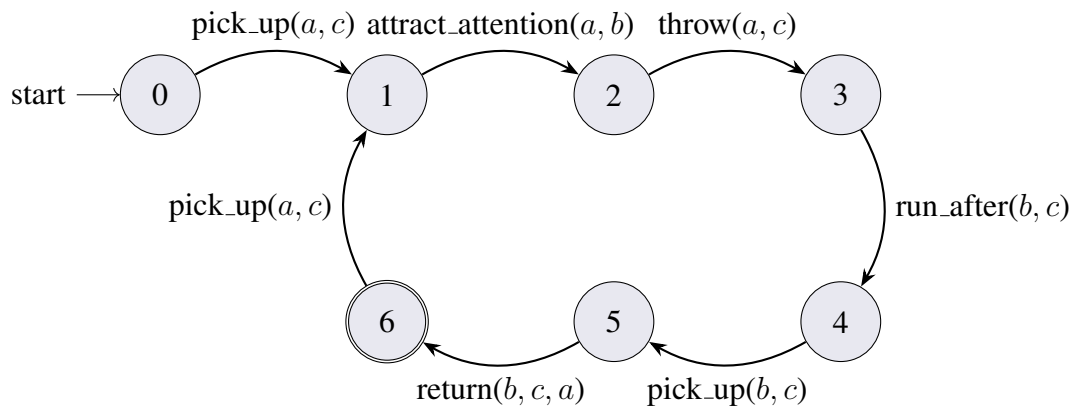 pick_up(a, c) attract_attention(a, b) throw(a, c)
start 0 1 2 3
pick_up(a, c) run_after(b, c)
6 5 4
return(b, c, a) pick_up(b, c)